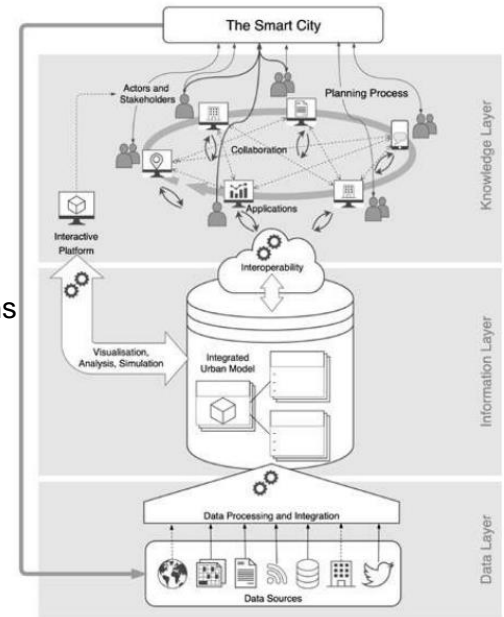 The Smart City
Actors and
Stakeholders
Planning Process
Collaboration
Applications
Interactive
Platform
Knowledge Layer
Interoperability
Visualisation,
Analysis, Simulation
Integrated
Urban Model
Information Layer
Data Processing and Integration
Data Sources
Data Layer